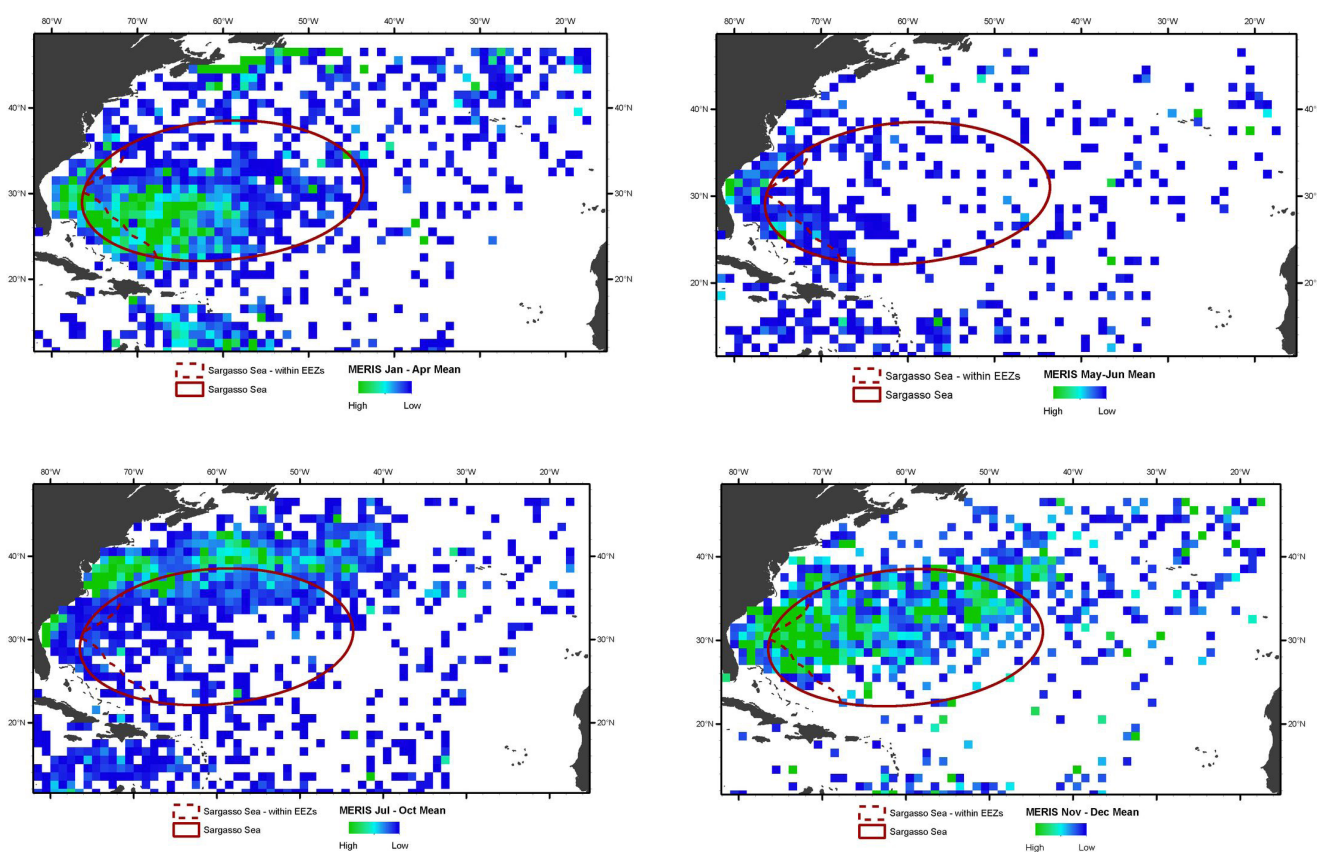 80°W 70°W 60°W 50°W 40°W 30°W 20°W
40°N 40°N
30°N 30°N
20°N 20°N
Sargasso Sea - within EEZs
Sargasso Sea
MERIS Jan - Apr Mean
High Low
80°W 70°W 60°W 50°W 40°W 30°W 20°W
40°N 40°N
30°N 30°N
20°N 20°N
Sargasso Sea - within EEZs
Sargasso Sea
MERIS May-Jun Mean
High Low
80°W 70°W 60°W 50°W 40°W 30°W 20°W
40°N 40°N
30°N 30°N
20°N 20°N
Sargasso Sea - within EEZs
Sargasso Sea
MERIS Jul - Oct Mean
High Low
80°W 70°W 60°W 50°W 40°W 30°W 20°W
40°N 40°N
30°N 30°N
20°N 20°N
Sargasso Sea - within EEZs
Sargasso Sea
MERIS Nov - Dec Mean
High Low